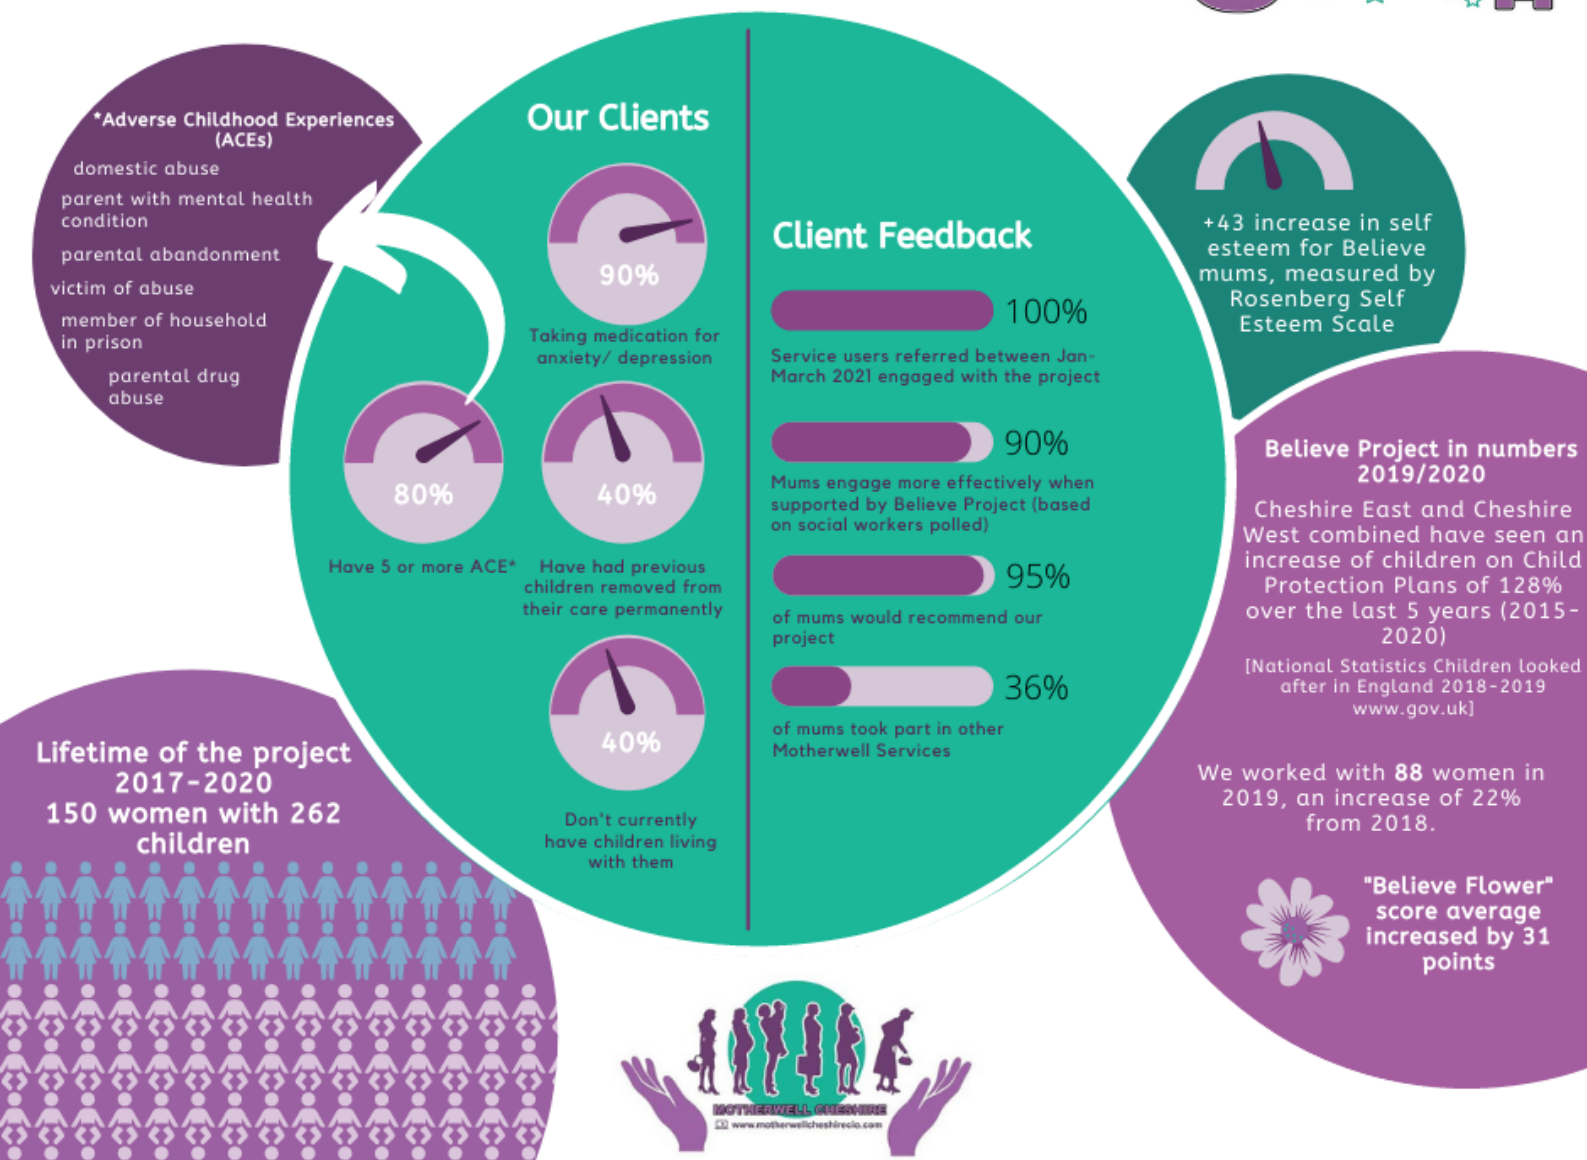 *Adverse Childhood Experiences
(ACEs)
domestic abuse
parent with mental health
condition
parental abandonment
victim of abuse
member of household
in prison
parental drug
abuse
Our Clients
90%
Taking medication for
anxiety/ depression
80%
Have 5 or more ACE*
40%
Have had previous
children removed from
their care permanently
40%
Don't currently
have children living
with them
Client Feedback
100%
Service users referred between Jan-
March 2021 engaged with the project
90%
Mums engage more effectively when
supported by Believe Project (based
on social workers polled)
95%
of mums would recommend our
project
36%
of mums took part in other
Motherwell Services
+43 increase in self
esteem for Believe
mums, measured by
Rosenberg Self
Esteem Scale
Believe Project in numbers
2019/2020
Cheshire East and Cheshire
West combined have seen an
increase of children on Child
Protection Plans of 128%
over the last 5 years (2015-
2020)
[National Statistics Children looked
after in England 2018-2019
www.gov.uk]
We worked with 88 women in
2019, an increase of 22%
from 2018.
"Believe Flower"
score average
increased by 31
points
Lifetime of the project
2017-2020
150 women with 262
children
MOTHERWELL CHESHIRE
www.motherwellcheshirecio.com